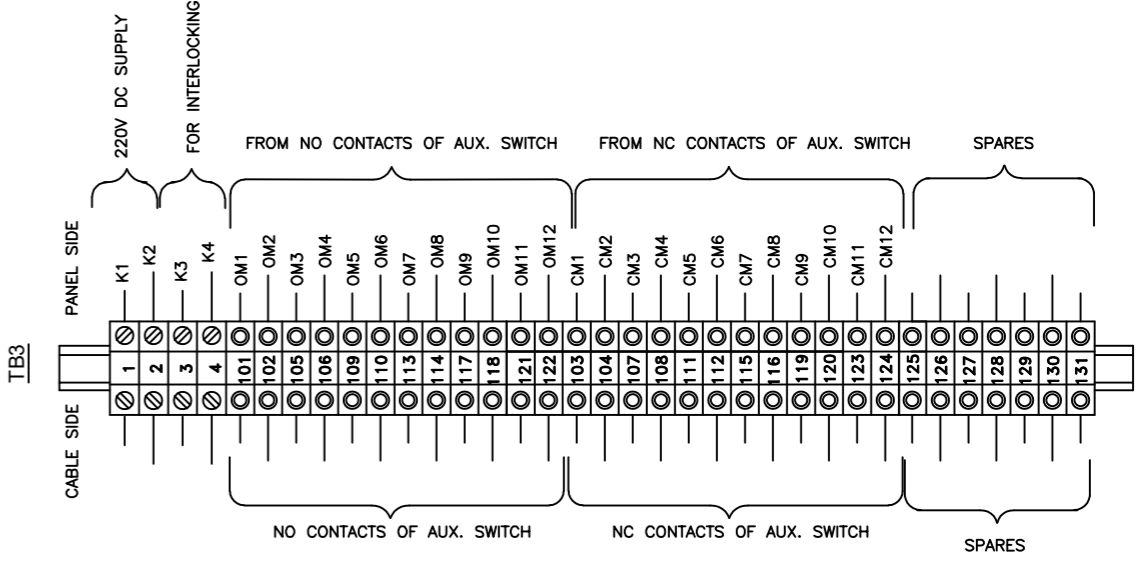 220V DC SUPPLY
FOR INTERLOCKING
FROM NO CONTACTS OF AUX. SWITCH
FROM NC CONTACTS OF AUX. SWITCH
SPARES
PANEL SIDE
K1
K2
K3
K4
OM1
OM2
OM3
OM4
OM5
OM6
OM7
OM8
OM9
OM10
OM11
OM12
CM1
CM2
CM3
CM4
CM5
CM6
CM7
CM8
CM9
CM10
CM11
CM12
TB3
1
2
3
4
101
102
105
106
109
110
113
114
117
118
121
122
103
104
107
108
111
112
115
116
119
120
123
124
125
126
127
128
129
130
131
CABLE SIDE
NO CONTACTS OF AUX. SWITCH
NC CONTACTS OF AUX. SWITCH
SPARES